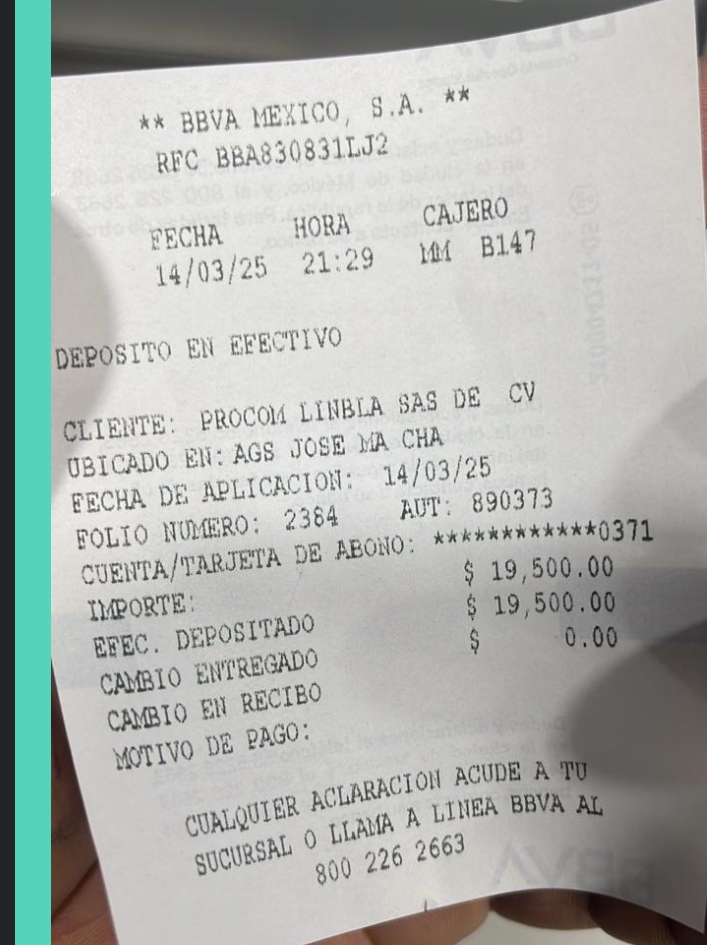 ** BBVA MEXICO, S.A. **
RFC BBA830831LJ2
FECHA HORA CAJERO
14/03/25 21:29 MM B147
DEPOSITO EN EFECTIVO
CLIENTE: PROCOM LINBLA SAS DE CV
UBICADO EN: AGS JOSE MA CHA
FECHA DE APLICACION: 14/03/25
FOLIO NUMERO: 2384 AUT: 890373
CUENTA/TARJETA DE ABONO: ************0371
IMPORTE: $ 19,500.00
EFEC. DEPOSITADO $ 19,500.00
CAMBIO ENTREGADO $ 0.00
CAMBIO EN RECIBO
MOTIVO DE PAGO:
CUALQUIER ACLARACION ACUDE A TU
SUCURSAL O LLAMA A LINEA BBVA AL
800 226 2663
BBVA